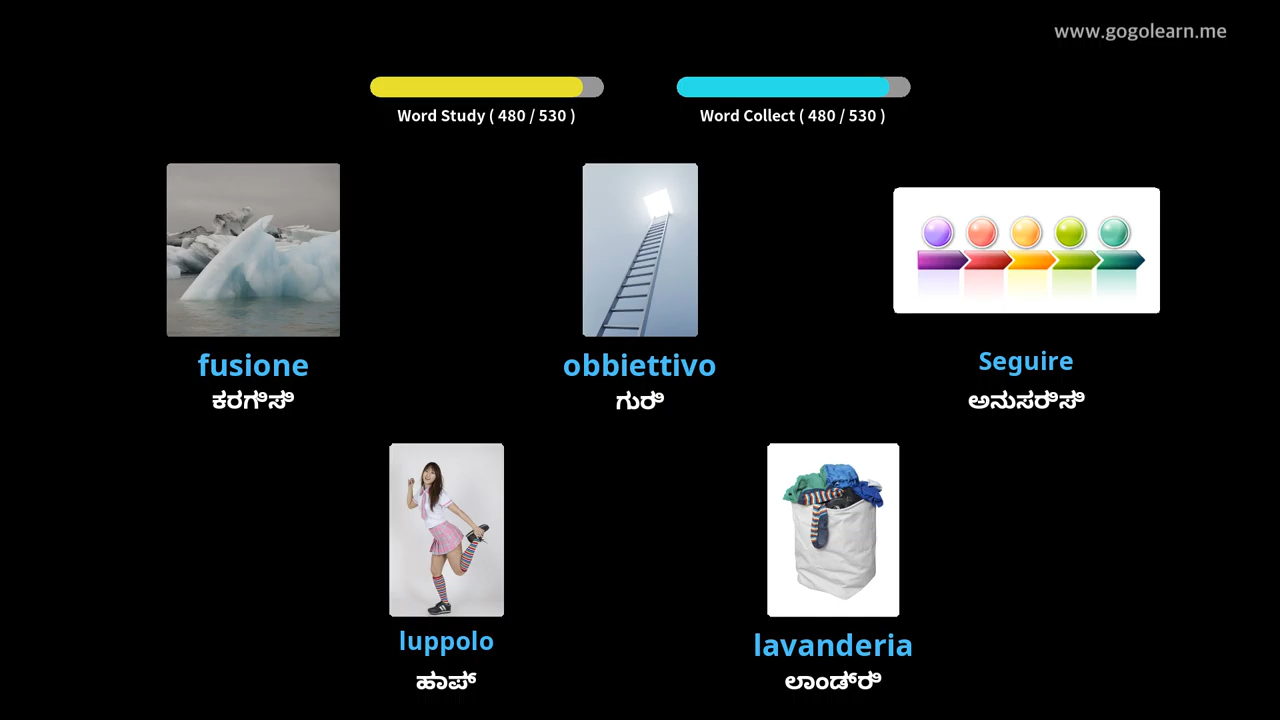 www.gogolearn.me
Word Study ( 480 / 530 )
Word Collect ( 480 / 530 )
fusione
ಕರಗಿಸಿ
obbiettivo
ಗುರಿ
Seguire
ಅನುಸರಿಸಿ
luppolo
ಹಾಪ್
lavanderia
ಲಾಂಡ್ರಿ